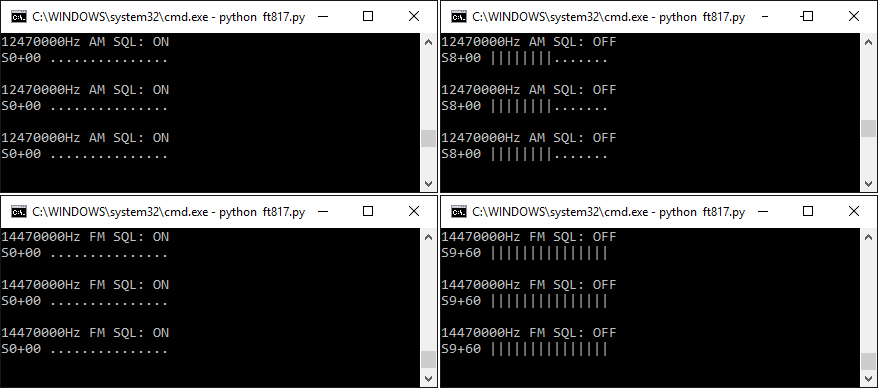 C:\WINDOWS\system32\cmd.exe - python  ft817.py
12470000Hz AM SQL: ON
S0+00 ...............
12470000Hz AM SQL: ON
S0+00 ...............
12470000Hz AM SQL: ON
S0+00 ...............
C:\WINDOWS\system32\cmd.exe - python  ft817.py
12470000Hz AM SQL: OFF
S8+00 ||||||||.......
12470000Hz AM SQL: OFF
S8+00 ||||||||.......
12470000Hz AM SQL: OFF
S8+00 ||||||||.......
C:\WINDOWS\system32\cmd.exe - python  ft817.py
14470000Hz FM SQL: ON
S0+00 ...............
14470000Hz FM SQL: ON
S0+00 ...............
14470000Hz FM SQL: ON
S0+00 ...............
C:\WINDOWS\system32\cmd.exe - python  ft817.py
14470000Hz FM SQL: OFF
S9+60 |||||||||||||||
14470000Hz FM SQL: OFF
S9+60 |||||||||||||||
14470000Hz FM SQL: OFF
S9+60 |||||||||||||||